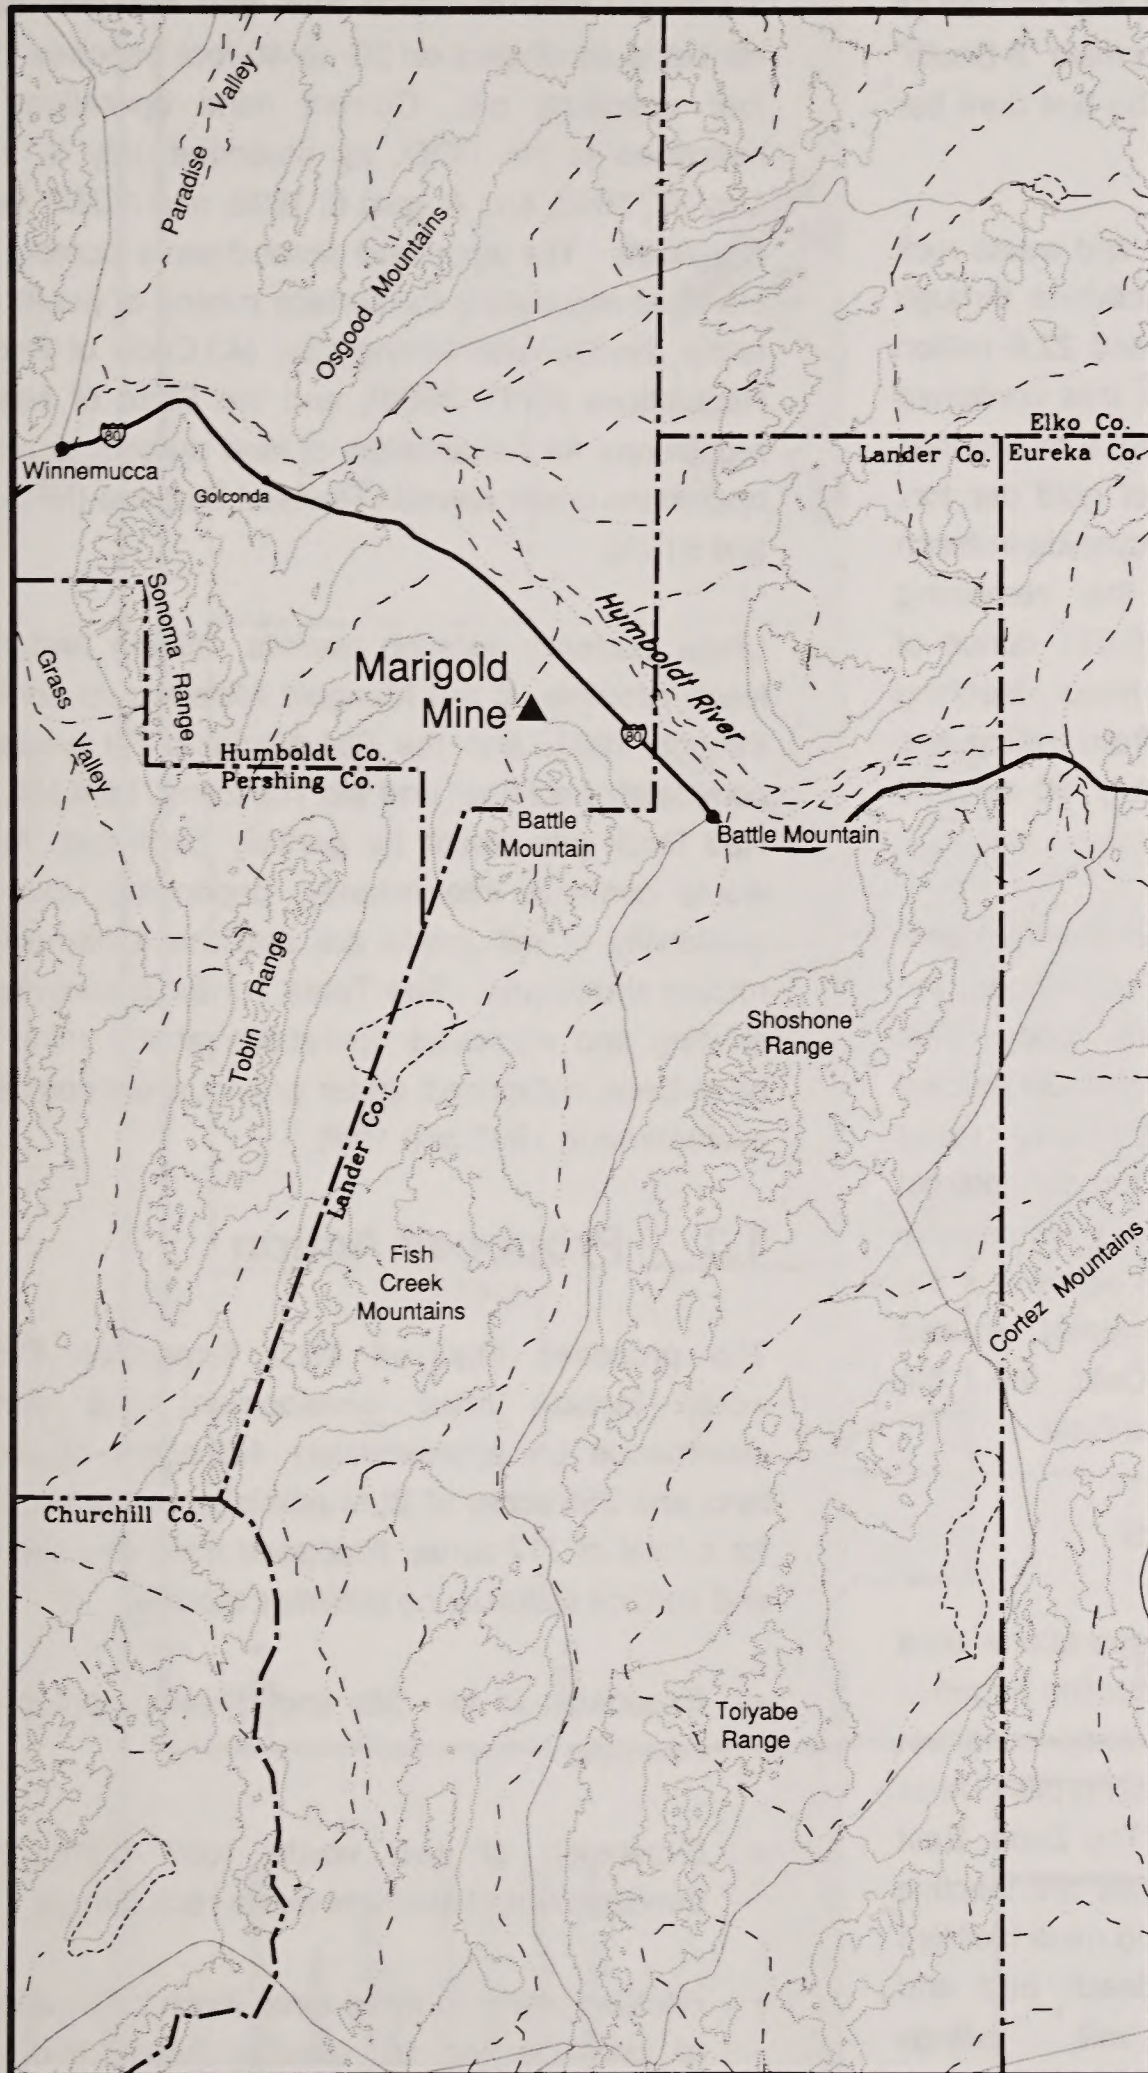 Paradise Valley
Osgood Mountains
80
Winnemucca
Golconda
Elko Co.
Lander Co.
Eureka Co.
Sonoma Range
Grass Valley
Humboldt River
Marigold
Mine
80
Humboldt Co.
Pershing Co.
Battle
Mountain
Battle Mountain
Tobin Range
Shoshone
Range
Lander Co.
Fish
Creek
Mountains
Cortez Mountains
Churchill Co.
Toiyabe
Range